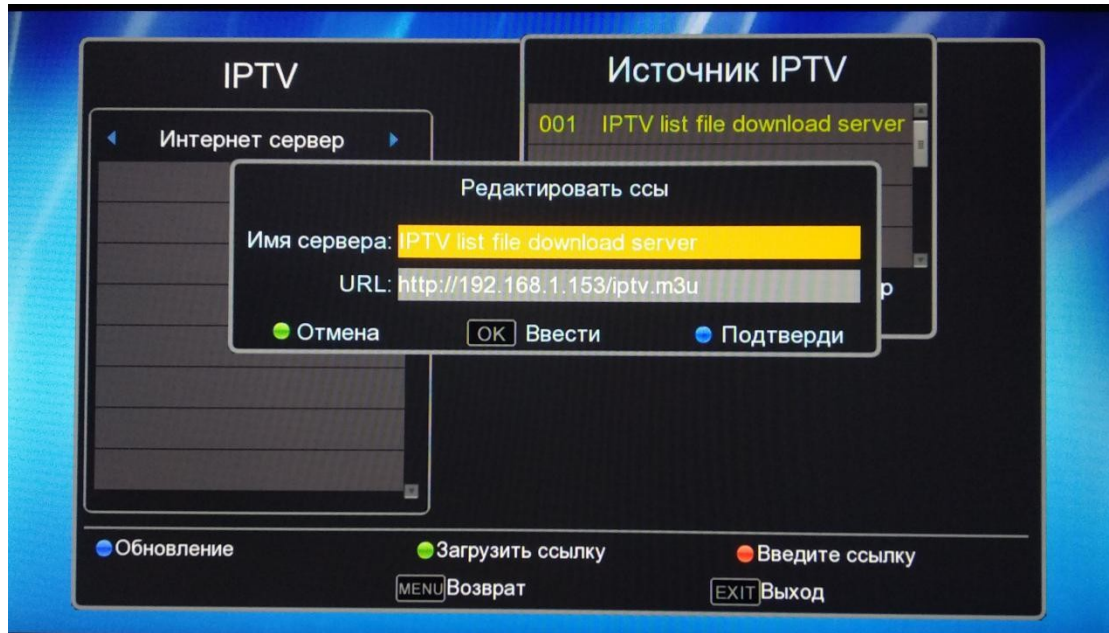 IPTV
Источник IPTV
Интернет сервер
001 IPTV list file download server
Редактировать ссы
Имя сервера: IPTV list file download server
URL: http://192.168.1.153/iptv.m3u
р
Отмена OK Ввести Подтверди
Обновление Загрузить ссылку Введите ссылку
MENU Возврат EXIT Выход